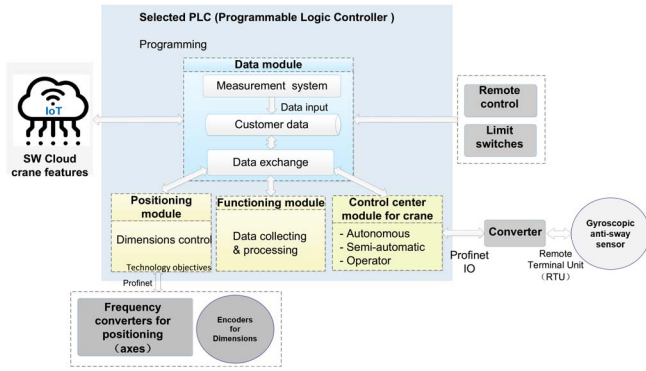 Selected PLC (Programmable Logic Controller )
Programming
Data module
Measurement system
Data input
Customer data
Data exchange
IoT
SW Cloud
crane features
Remote
control
Limit
switches
Positioning
module
Dimensions control
Technology objectives
Functioning module
Data collecting
& processing
Control center
module for crane
- Autonomous
- Semi-automatic
- Operator
Profinet
IO
Converter
Remote
Terminal Unit
（RTU）
Gyroscopic
anti-sway
sensor
Profinet
Frequency
converters for
positioning
（axes）
Encoders
for
Dimensions